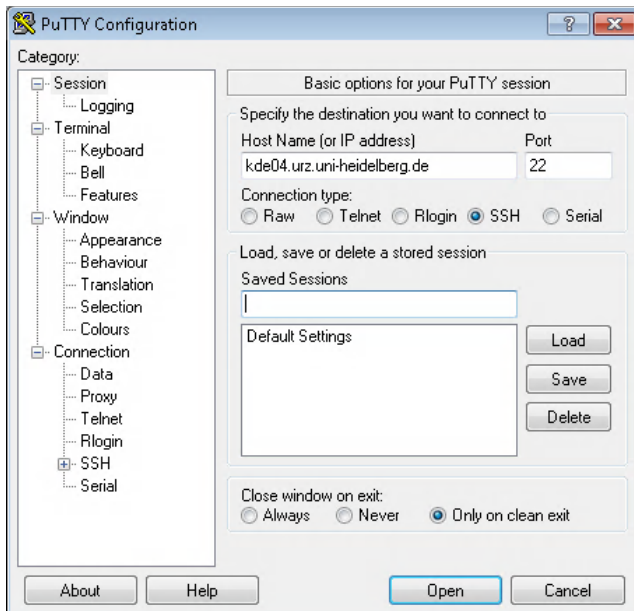 PuTTY Configuration
Category:
Session
Logging
Terminal
Keyboard
Bell
Features
Window
Appearance
Behaviour
Translation
Selection
Colours
Connection
Data
Proxy
Telnet
Rlogin
SSH
Serial
Basic options for your PuTTY session
Specify the destination you want to connect to
Host Name (or IP address) Port
kde04.urz.uni-heidelberg.de 22
Connection type:
Raw Telnet Rlogin SSH Serial
Load, save or delete a stored session
Saved Sessions
Default Settings
Load
Save
Delete
Close window on exit:
Always Never Only on clean exit
About Help Open Cancel